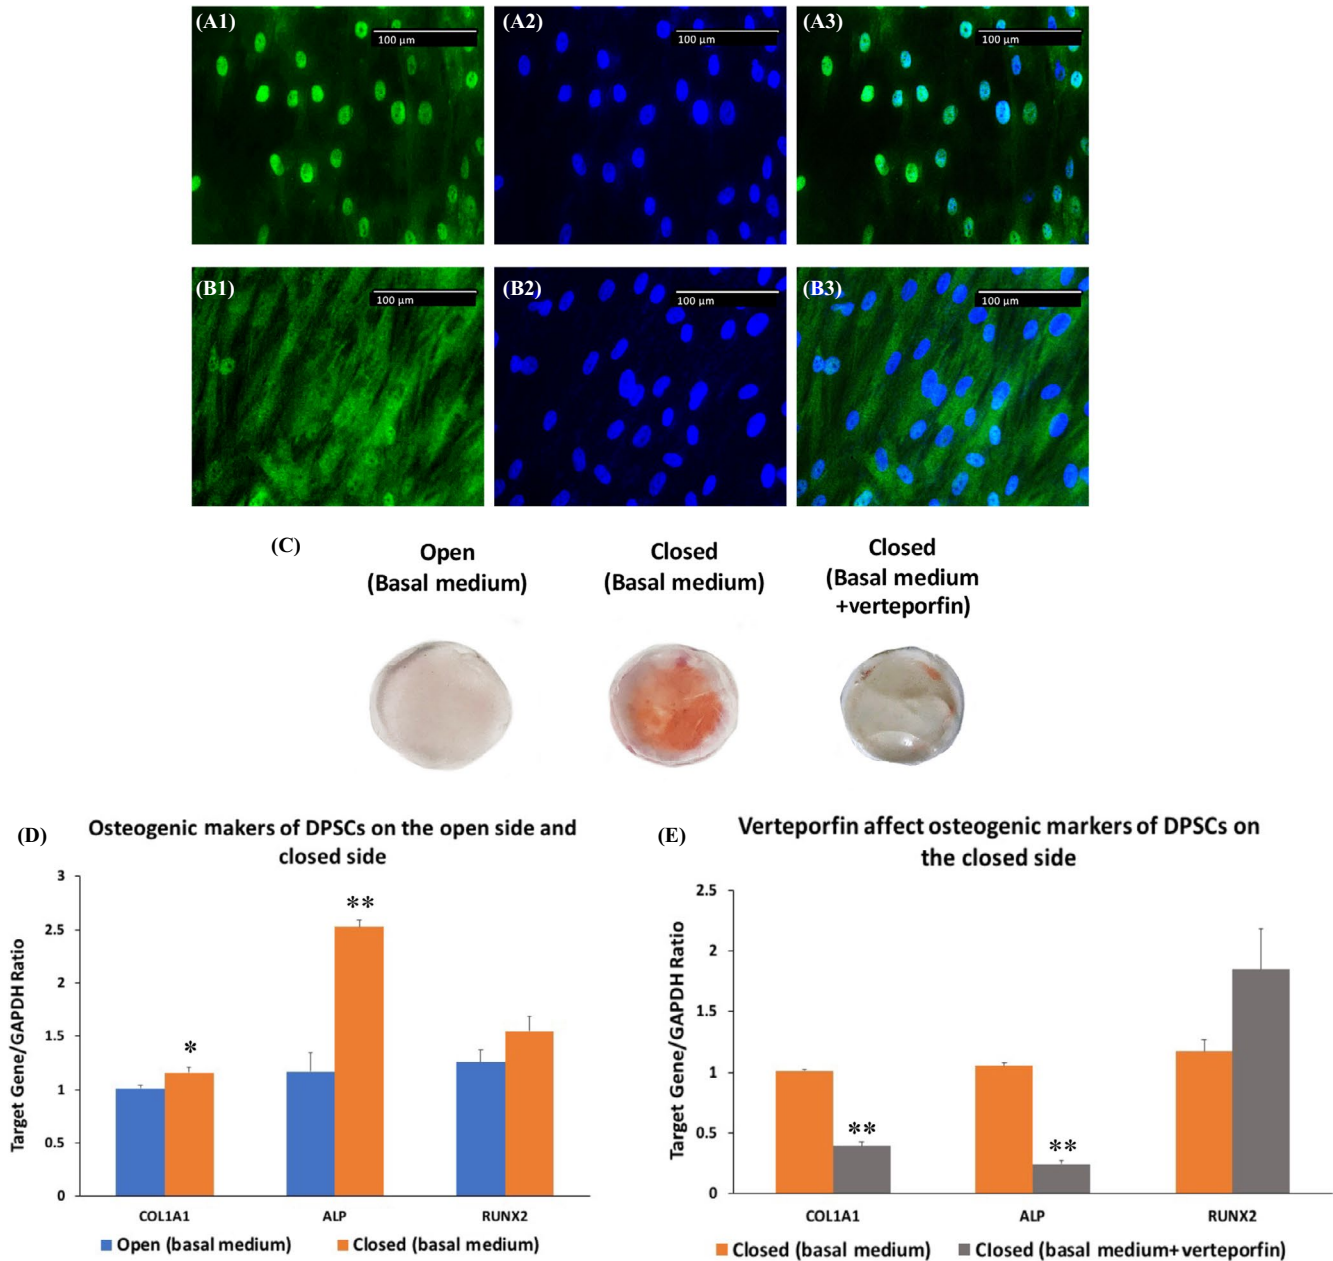 (A1)
100 µm
(A2)
100 µm
(A3)
100 µm
(B1)
100 µm
(B2)
100 µm
(B3)
100 µm
(C)
Open
(Basal medium)
Closed
(Basal medium)
Closed
(Basal medium
+verteporfin)
(D)
Osteogenic makers of DPSCs on the open side and
closed side
Target Gene/GAPDH Ratio
3
2.5
2
1.5
1
0.5
0
*
**
COL1A1
ALP
RUNX2
Open (basal medium)
Closed (basal medium)
(E)
Verteporfin affect osteogenic markers of DPSCs on
the closed side
Target Gene/GAPDH Ratio
2.5
2
1.5
1
0.5
0
**
**
COL1A1
ALP
RUNX2
Closed (basal medium)
Closed (basal medium+verteporfin)